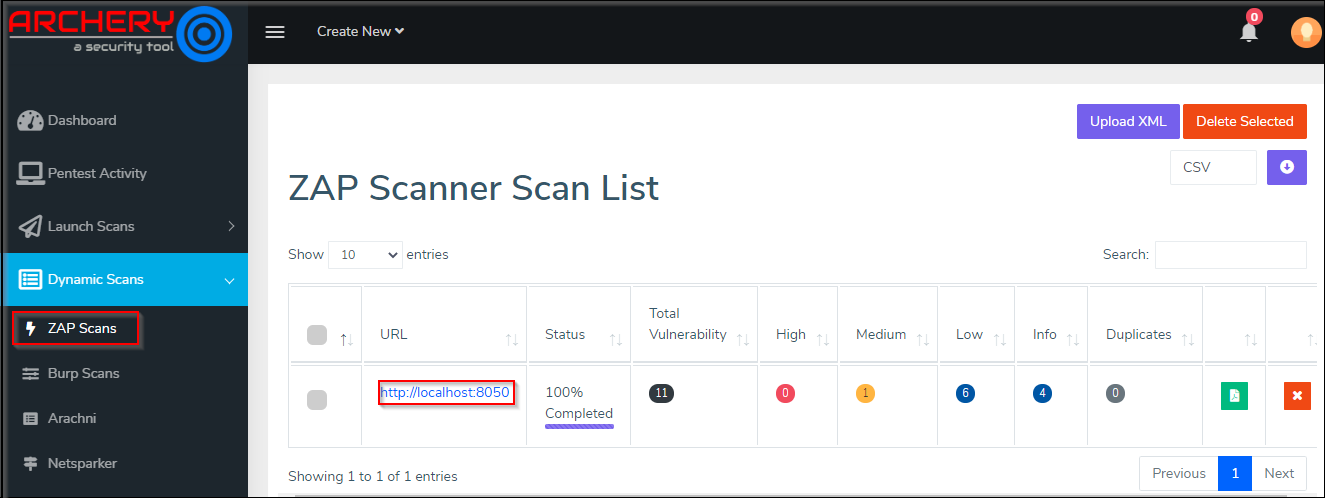 ARCHERY
a security tool
Create New
0
Dashboard
Pentest Activity
Launch Scans
Dynamic Scans
ZAP Scans
Burp Scans
Arachni
Netsparker
Upload XML
Delete Selected
CSV
ZAP Scanner Scan List
Show 10 entries
Search:
URL
Status
Total
Vulnerability
High
Medium
Low
Info
Duplicates
http://localhost:8050
100%
Completed
11
0
1
6
4
0
Showing 1 to 1 of 1 entries
Previous 1 Next